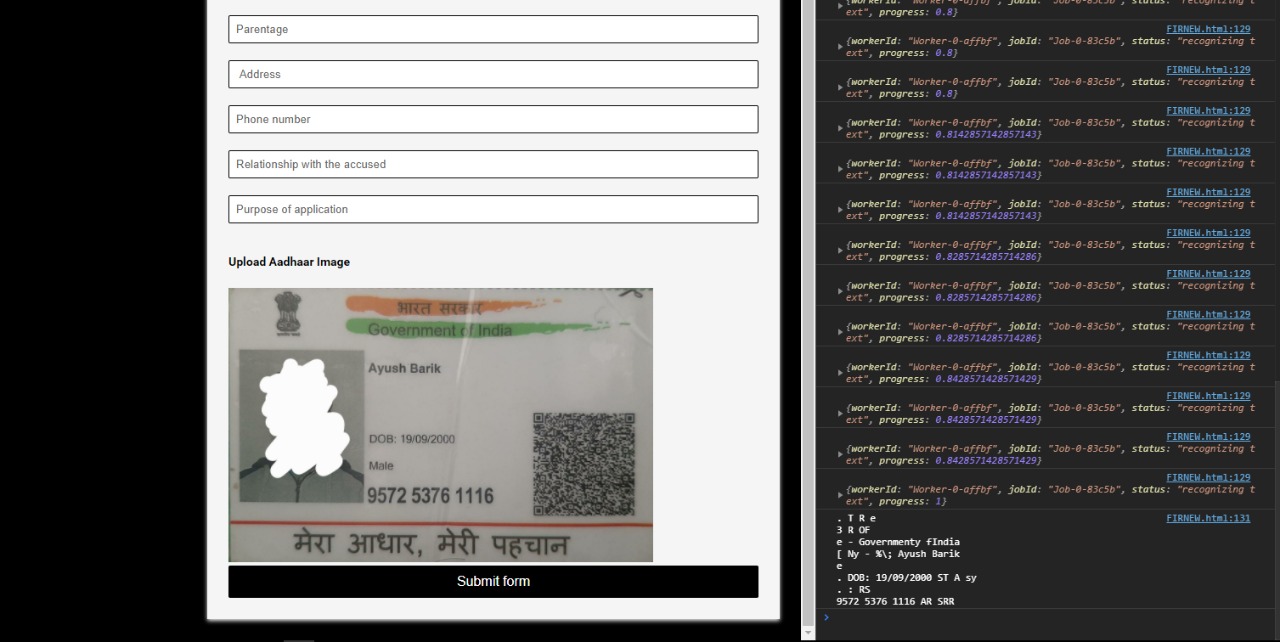 Parentage
Address
Phone number
Relationship with the accused
Purpose of application
Upload Aadhaar Image
भारत सरकार
Government of India
Ayush Barik
DOB: 19/09/2000
Male
9572 5376 1116
मेरा आधार, मेरी पहचान
Submit form
{workerId: "Worker-0-affbf", jobId: "Job-0-83c5b", status: "recognizing t
ext", progress: 0.8}
FIRNEW.html:129
{workerId: "Worker-0-affbf", jobId: "Job-0-83c5b", status: "recognizing t
ext", progress: 0.8}
FIRNEW.html:129
{workerId: "Worker-0-affbf", jobId: "Job-0-83c5b", status: "recognizing t
ext", progress: 0.8}
FIRNEW.html:129
{workerId: "Worker-0-affbf", jobId: "Job-0-83c5b", status: "recognizing t
ext", progress: 0.8142857142857143}
FIRNEW.html:129
{workerId: "Worker-0-affbf", jobId: "Job-0-83c5b", status: "recognizing t
ext", progress: 0.8142857142857143}
FIRNEW.html:129
{workerId: "Worker-0-affbf", jobId: "Job-0-83c5b", status: "recognizing t
ext", progress: 0.8142857142857143}
FIRNEW.html:129
{workerId: "Worker-0-affbf", jobId: "Job-0-83c5b", status: "recognizing t
ext", progress: 0.8285714285714286}
FIRNEW.html:129
{workerId: "Worker-0-affbf", jobId: "Job-0-83c5b", status: "recognizing t
ext", progress: 0.8285714285714286}
FIRNEW.html:129
{workerId: "Worker-0-affbf", jobId: "Job-0-83c5b", status: "recognizing t
ext", progress: 0.8285714285714286}
FIRNEW.html:129
{workerId: "Worker-0-affbf", jobId: "Job-0-83c5b", status: "recognizing t
ext", progress: 0.8428571428571429}
FIRNEW.html:129
{workerId: "Worker-0-affbf", jobId: "Job-0-83c5b", status: "recognizing t
ext", progress: 0.8428571428571429}
FIRNEW.html:129
{workerId: "Worker-0-affbf", jobId: "Job-0-83c5b", status: "recognizing t
ext", progress: 0.8428571428571429}
FIRNEW.html:129
{workerId: "Worker-0-affbf", jobId: "Job-0-83c5b", status: "recognizing t
ext", progress: 1}
FIRNEW.html:131
. T R e
3 R OF
e - Governmenty fIndia
[ Ny - %\; Ayush Barik
e
. DOB: 19/09/2000 ST A sy
. : RS
9572 5376 1116 AR SRR